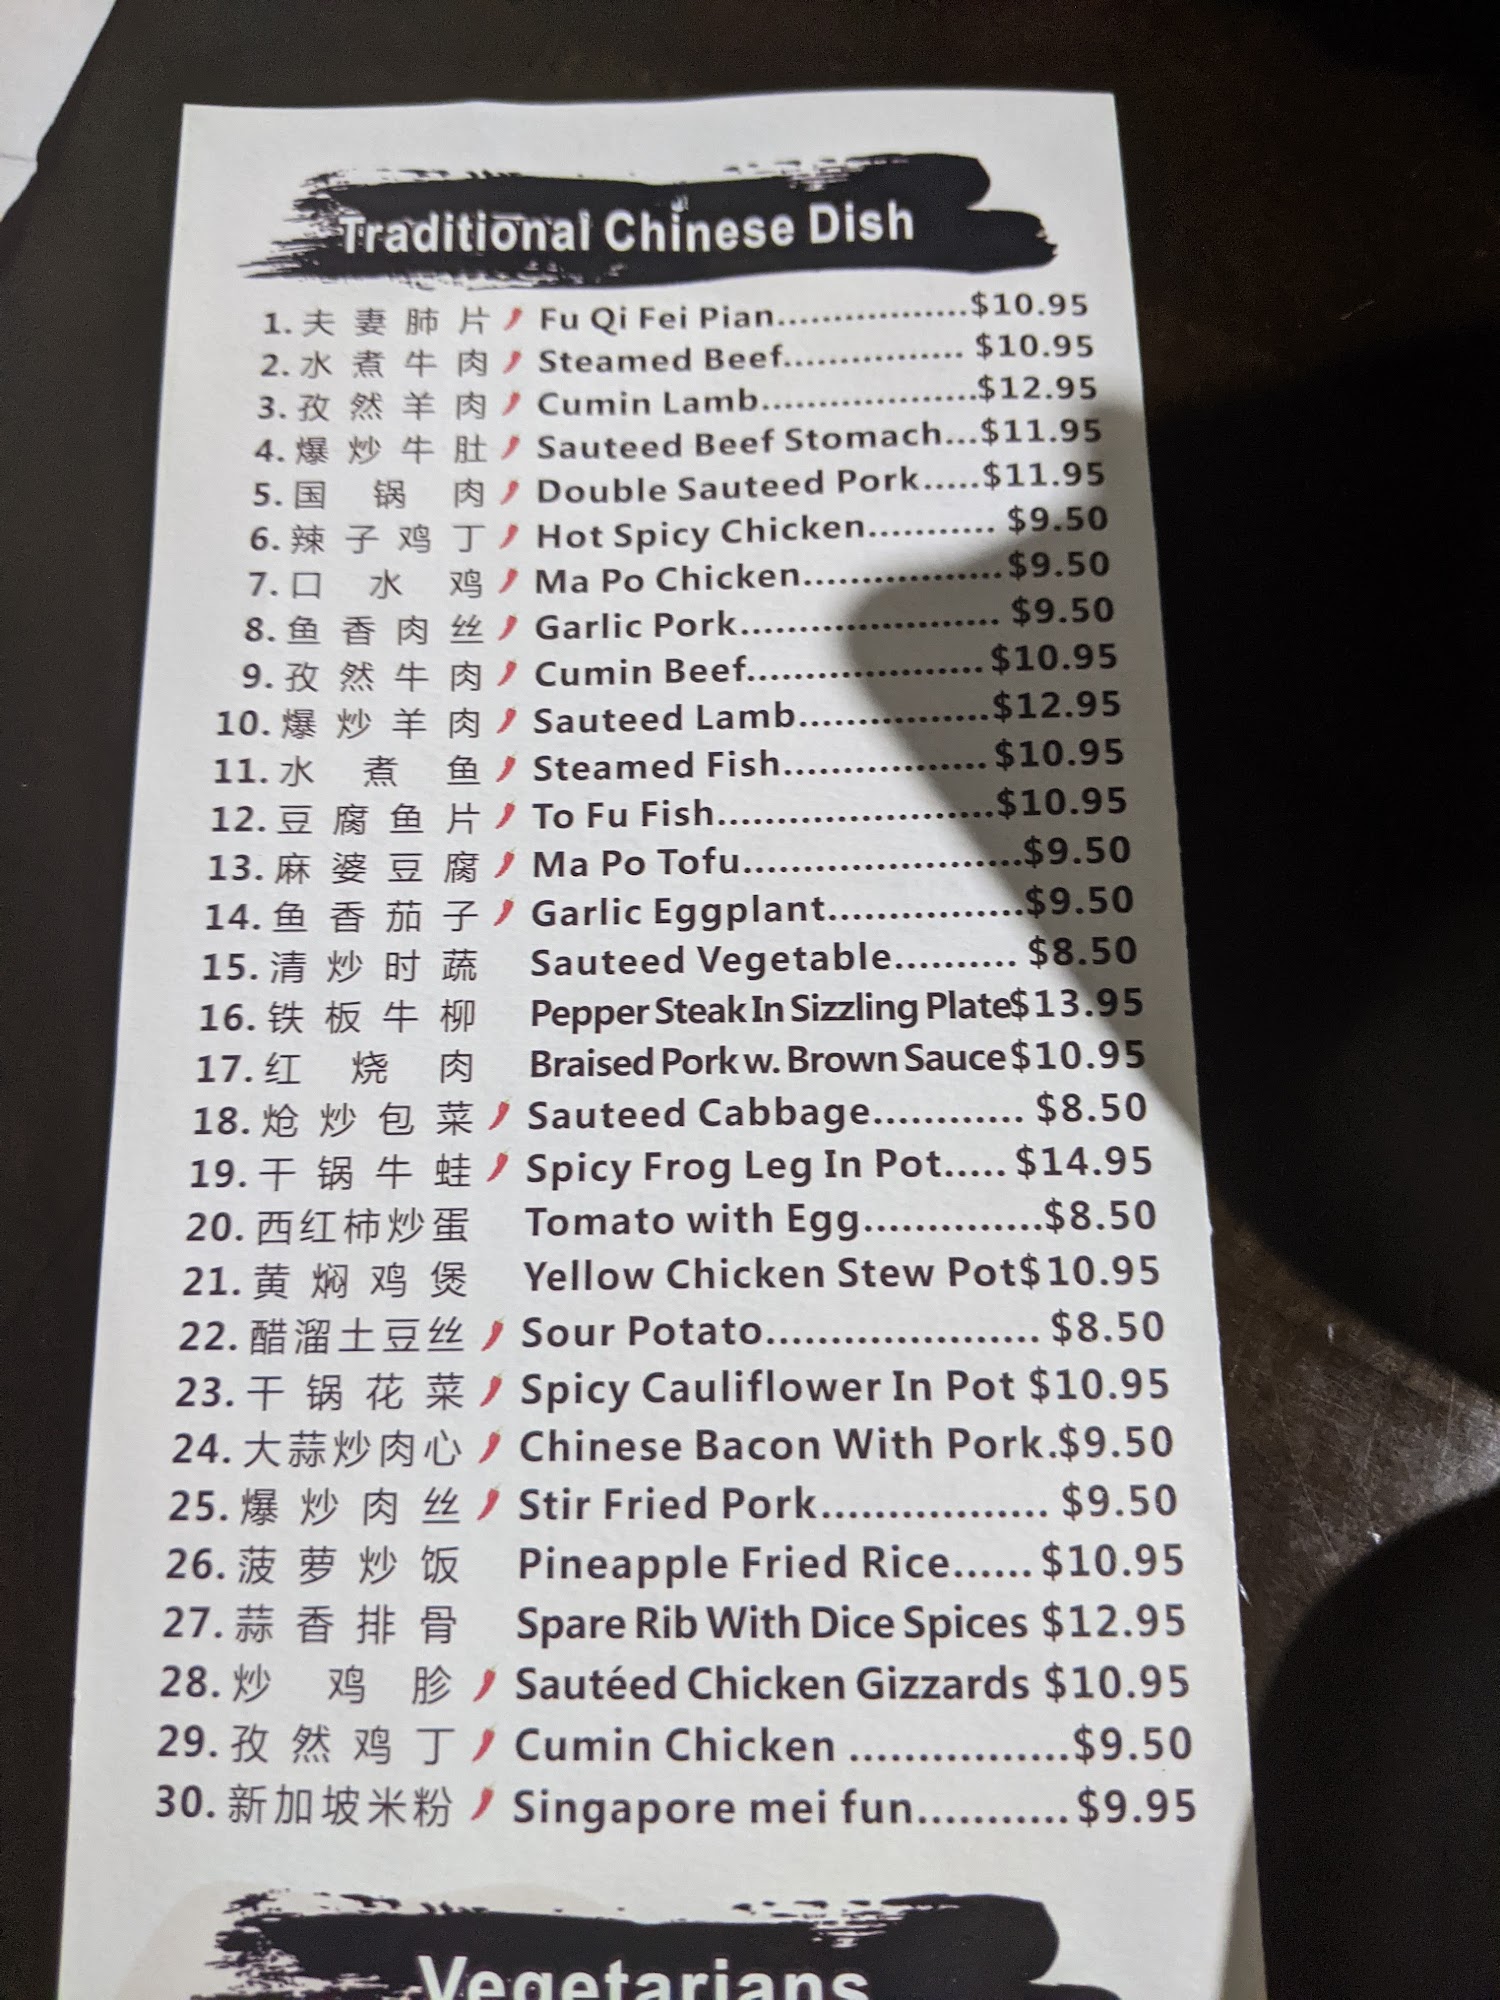 Traditional Chinese Dish
1. 夫妻肺片 Fu Qi Fei Pian..................$10.95
2. 水煮牛肉 Steamed Beef................. $10.95
3. 孜然羊肉 Cumin Lamb....................$12.95
4. 爆炒牛肚 Sauteed Beef Stomach...$11.95
5. 国锅肉 Double Sauteed Pork.....$11.95
6. 辣子鸡丁 Hot Spicy Chicken........... $9.50
7. 口水鸡 Ma Po Chicken.................$9.50
8. 鱼香肉丝 Garlic Pork....................... $9.50
9. 孜然牛肉 Cumin Beef.....................$10.95
10. 爆炒羊肉 Sauteed Lamb................$12.95
11. 水煮鱼 Steamed Fish................. $10.95
12. 豆腐鱼片 To Fu Fish.......................$10.95
13. 麻婆豆腐 Ma Po Tofu.......................$9.50
14. 鱼香茄子 Garlic Eggplant................$9.50
15. 清炒时蔬 Sauteed Vegetable.......... $8.50
16. 铁板牛柳 Pepper Steak In Sizzling Plate$13.95
17. 红烧肉 Braised Pork w. Brown Sauce$10.95
18. 炝炒包菜 Sauteed Cabbage............ $8.50
19. 干锅牛蛙 Spicy Frog Leg In Pot..... $14.95
20. 西红柿炒蛋 Tomato with Egg..............$8.50
21. 黄焖鸡煲 Yellow Chicken Stew Pot$10.95
22. 醋溜土豆丝 Sour Potato..................... $8.50
23. 干锅花菜 Spicy Cauliflower In Pot $10.95
24. 大蒜炒肉心 Chinese Bacon With Pork.$9.50
25. 爆炒肉丝 Stir Fried Pork................. $9.50
26. 菠萝炒饭 Pineapple Fried Rice...... $10.95
27. 蒜香排骨 Spare Rib With Dice Spices $12.95
28. 炒鸡胗 Sautéed Chicken Gizzards $10.95
29. 孜然鸡丁 Cumin Chicken ................$9.50
30. 新加坡米粉 Singapore mei fun...........$9.95
Vegetarians